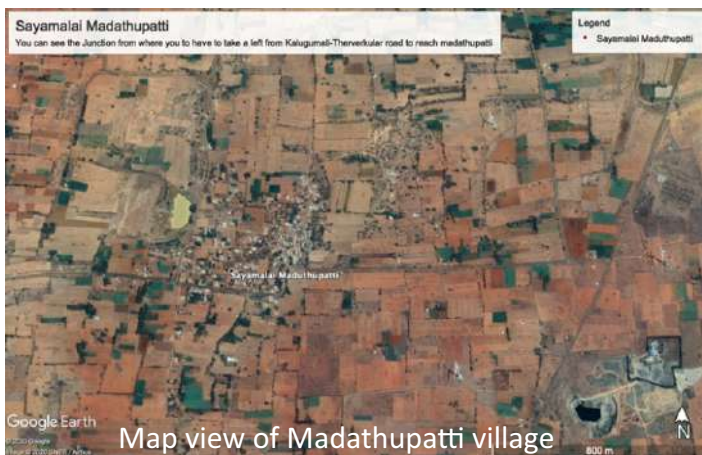 Sayamalai Madathupatti
You can see the Junction from where you to have to take a left from Kalugumali-Therverkular road to reach madathupatti
Legend
Sayamalai Maduthupatti
Sayamalai Maduthupatti
Google Earth
800 m
N
Map view of Madathupatti village